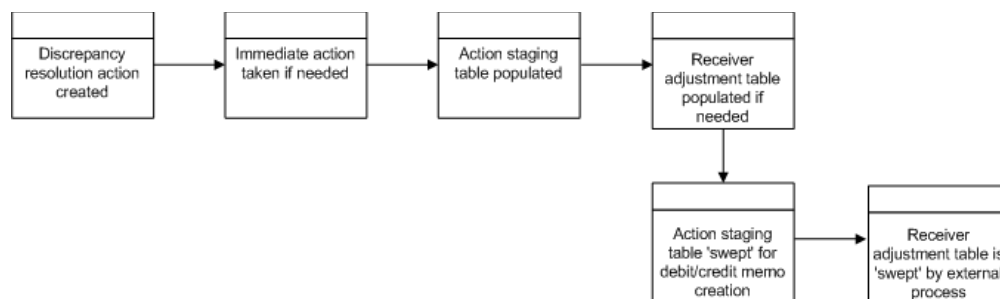 Discrepancy
resolution action
created
Immediate action
taken if needed
Action staging
table populated
Receiver
adjustment table
populated if
needed
Action staging
table 'swept' for
debit/credit memo
creation
Receiver
adjustment table is
'swept' by external
process